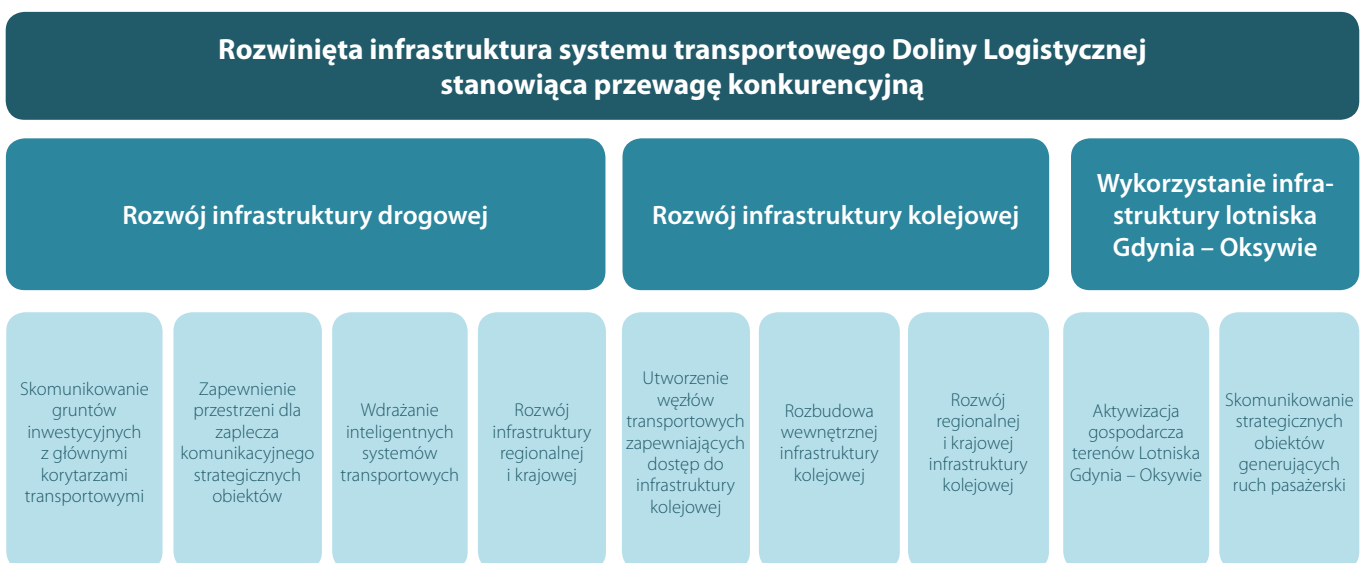 Rozwinięta infrastruktura systemu transportowego Doliny Logistycznej
stanowiąca przewagę konkurencyjną
Rozwój infrastruktury drogowej
Rozwój infrastruktury kolejowej
Wykorzystanie infra-
struktury lotniska
Gdynia – Oksywie
Skomunikowanie
gruntów
inwestycyjnych
z głównymi
korytarzami
transportowymi
Zapewnienie
przestrzeni dla
zaplecza
komunikacyjnego
strategicznych
obiektów
Wdrażanie
inteligentnych
systemów
transportowych
Rozwój
infrastruktury
regionalnej
i krajowej
Utworzenie
węzłów
transportowych
zapewniających
dostęp do
infrastruktury
kolejowej
Rozbudowa
wewnętrznej
infrastruktury
kolejowej
Rozwój
regionalnej
i krajowej
infrastruktury
kolejowej
Aktywizacja
gospodarcza
terenów Lotniska
Gdynia – Oksywie
Skomunikowanie
strategicznych
obiektów
generujących
ruch pasażerski